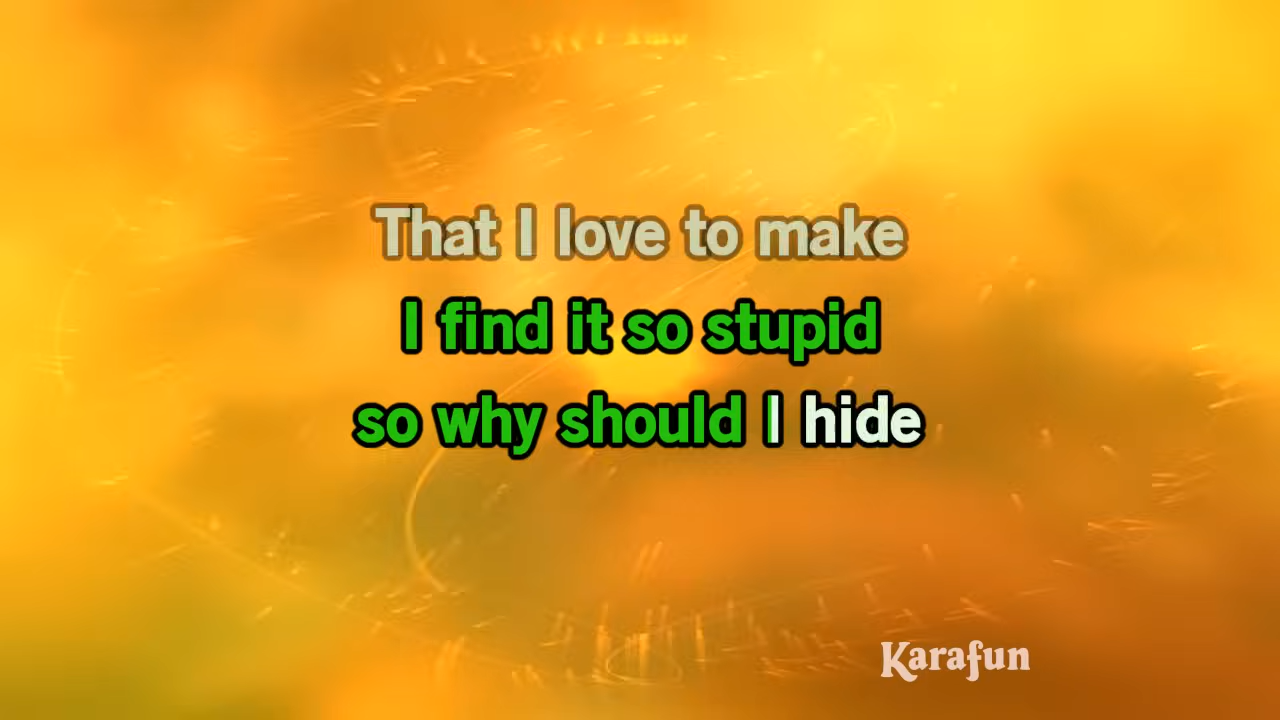 That I love to make
I find it so stupid
so why should I hide
Karafun